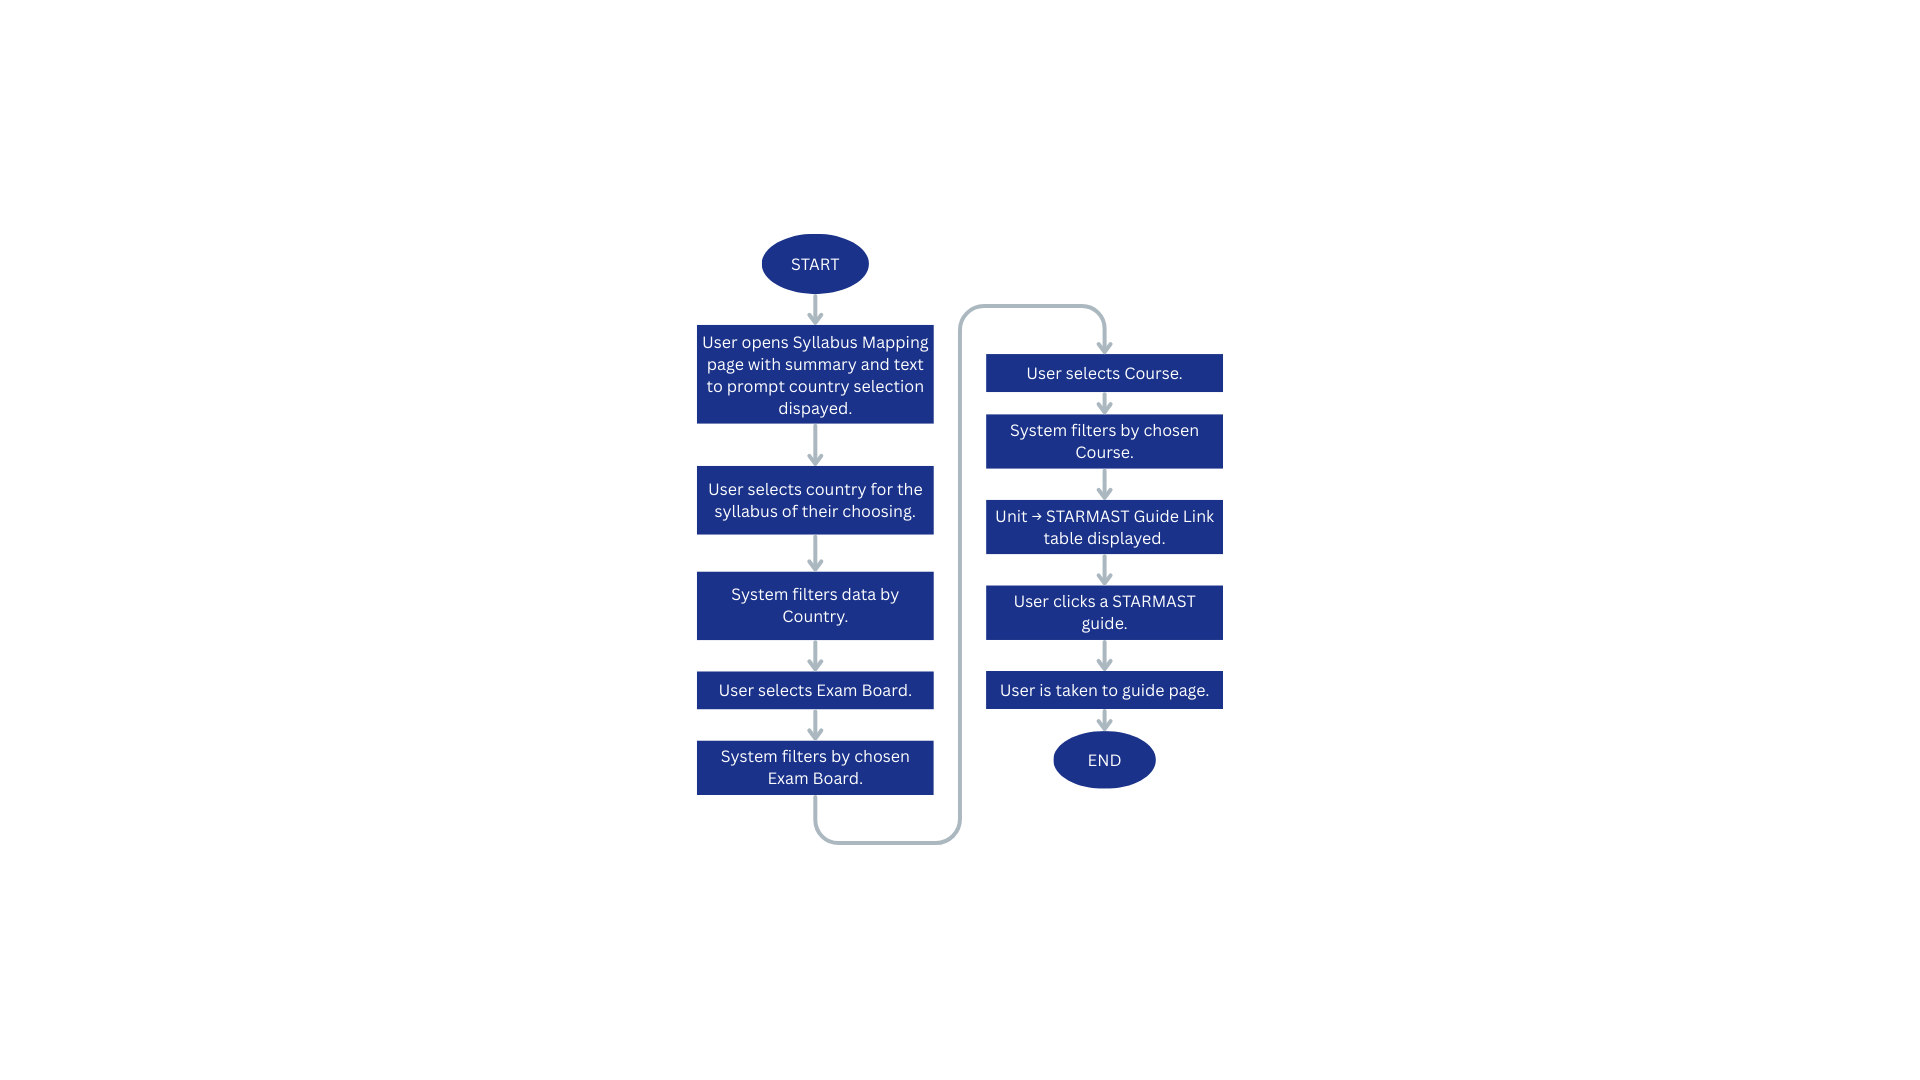 START
User opens Syllabus Mapping
page with summary and text
to prompt country selection
dispayed.
User selects country for the
syllabus of their choosing.
System filters data by
Country.
User selects Exam Board.
System filters by chosen
Exam Board.
User selects Course.
System filters by chosen
Course.
Unit → STARMAST Guide Link
table displayed.
User clicks a STARMAST
guide.
User is taken to guide page.
END